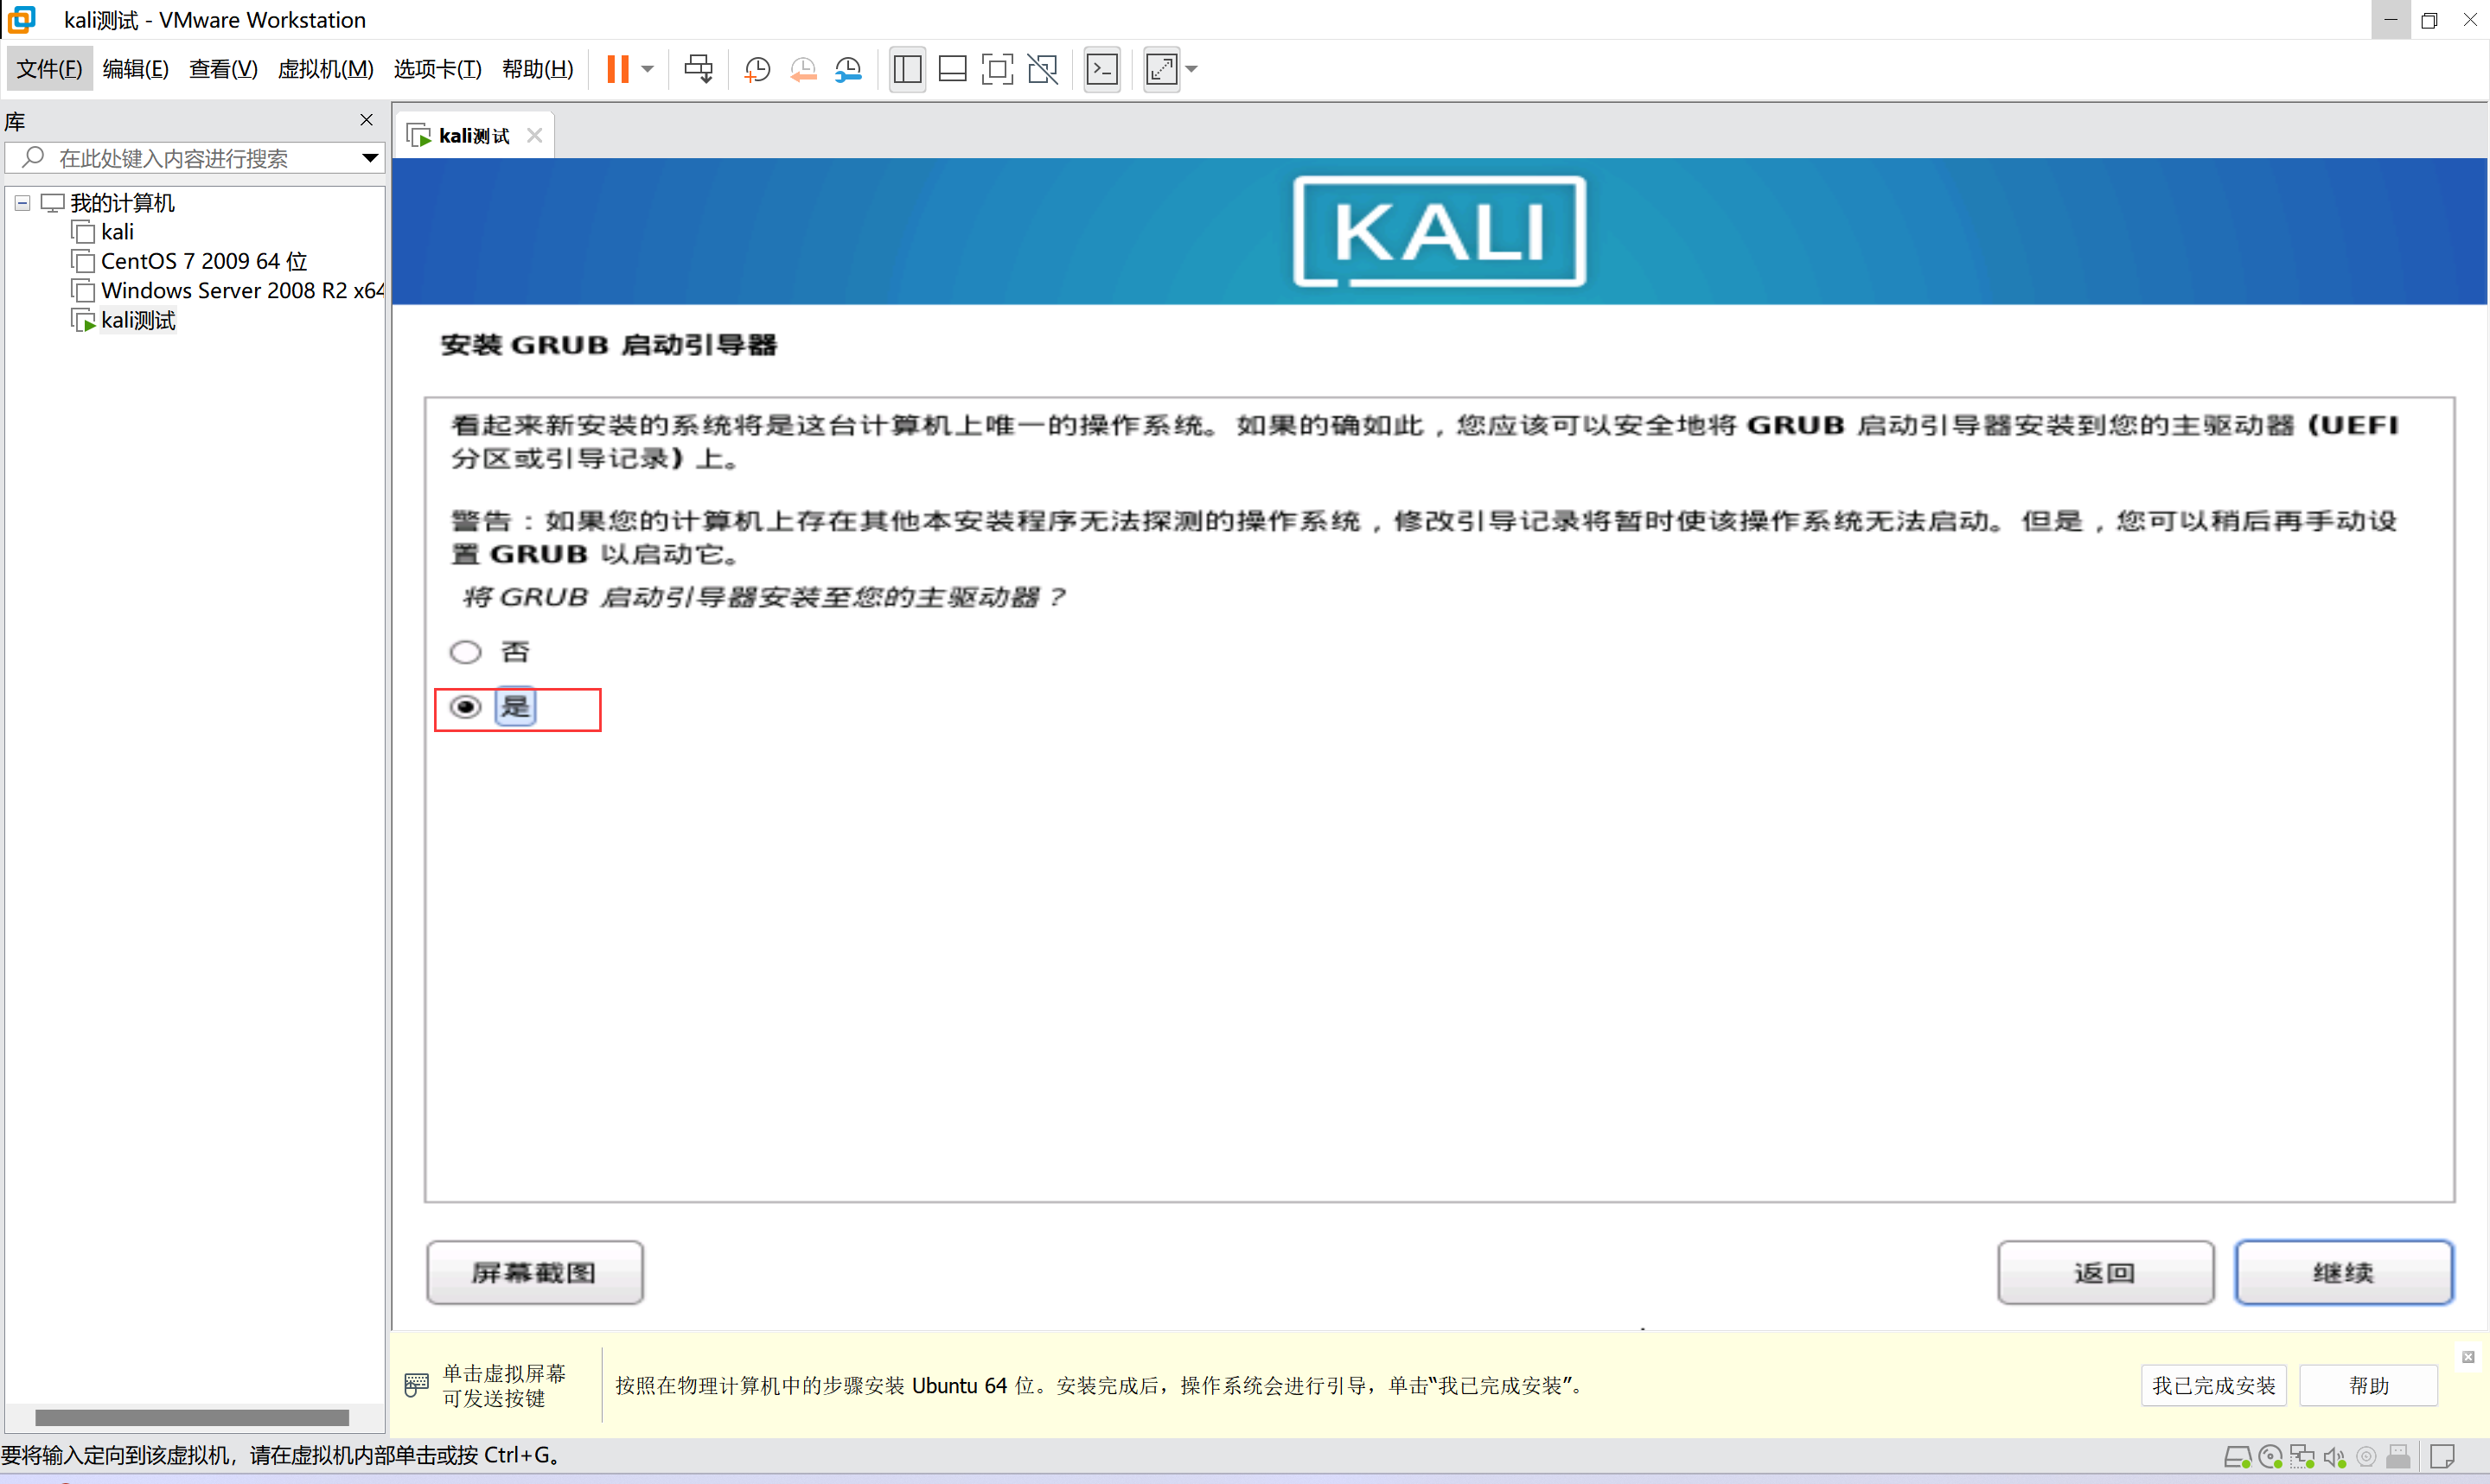 kali测试 - VMware Workstation
文件(F) 编辑(E) 查看(V) 虚拟机(M) 选项卡(T) 帮助(H)
库
在此处键入内容进行搜索
我的计算机
kali
CentOS 7 2009 64 位
Windows Server 2008 R2 x64
kali测试
kali测试
KALI
安装 GRUB 启动引导器
看起来新安装的系统将是这台计算机上唯一的操作系统。如果的确如此，您应该可以安全地将 GRUB 启动引导器安装到您的主驱动器 (UEFI
分区或引导记录) 上。
警告：如果您的计算机上存在其他本安装程序无法探测的操作系统，修改引导记录将暂时使该操作系统无法启动。但是，您可以稍后再手动设
置 GRUB 以启动它。
将 GRUB 启动引导器安装至您的主驱动器？
否
是
屏幕截图
返回
继续
单击虚拟屏幕
可发送按键
按照在物理计算机中的步骤安装 Ubuntu 64 位。安装完成后，操作系统会进行引导，单击“我已完成安装”。
我已完成安装
帮助
要将输入定向到该虚拟机，请在虚拟机内部单击或按 Ctrl+G。